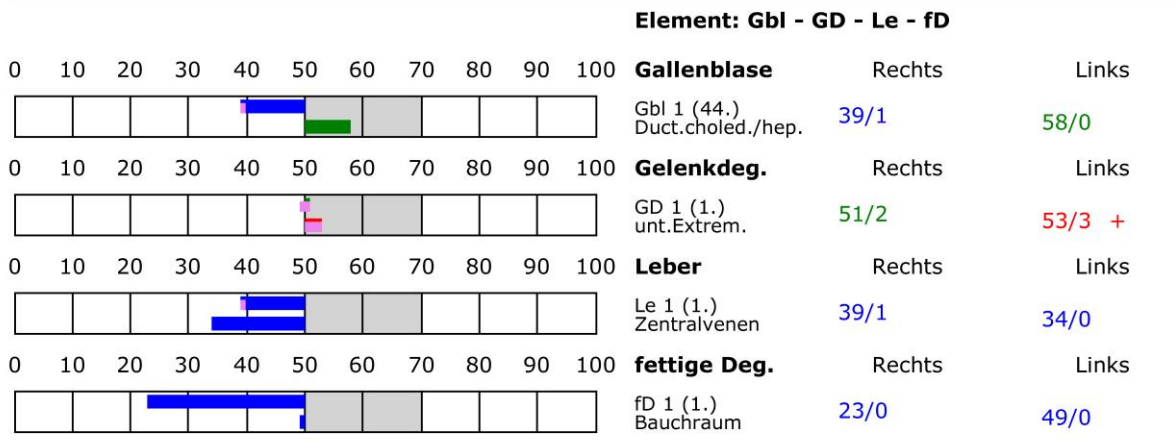 Element: Gbl - GD - Le - fD
0 10 20 30 40 50 60 70 80 90 100 Gallenblase Rechts Links
Gbl 1 (44.)
Duct.choled./hep. 39/1 58/0
0 10 20 30 40 50 60 70 80 90 100 Gelenkdeg. Rechts Links
GD 1 (1.)
unt.Extrem. 51/2 53/3 +
0 10 20 30 40 50 60 70 80 90 100 Leber Rechts Links
Le 1 (1.)
Zentralvenen 39/1 34/0
0 10 20 30 40 50 60 70 80 90 100 fettige Deg. Rechts Links
fD 1 (1.)
Bauchraum 23/0 49/0